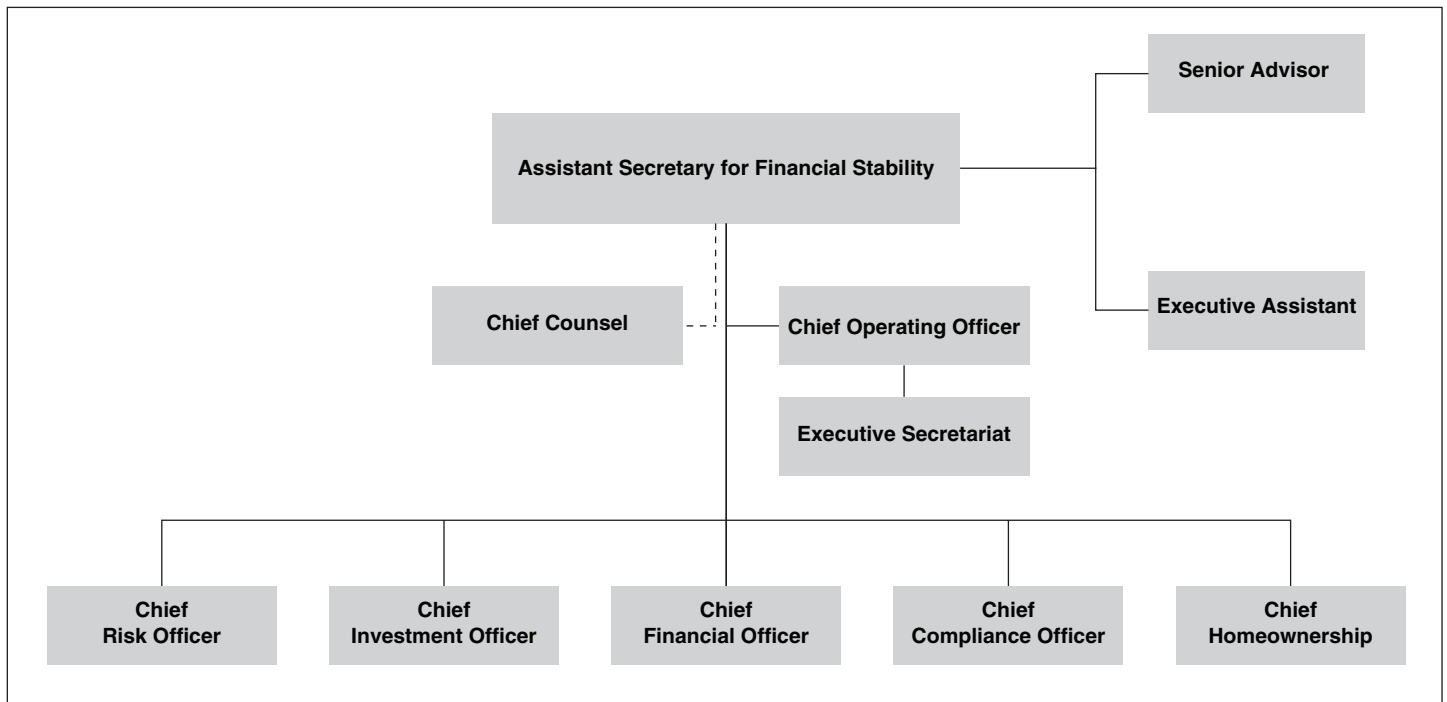 Senior Advisor
Assistant Secretary for Financial Stability
Executive Assistant
Chief Counsel
Chief Operating Officer
Executive Secretariat
Chief
Risk Officer
Chief
Investment Officer
Chief
Financial Officer
Chief
Compliance Officer
Chief
Homeownership